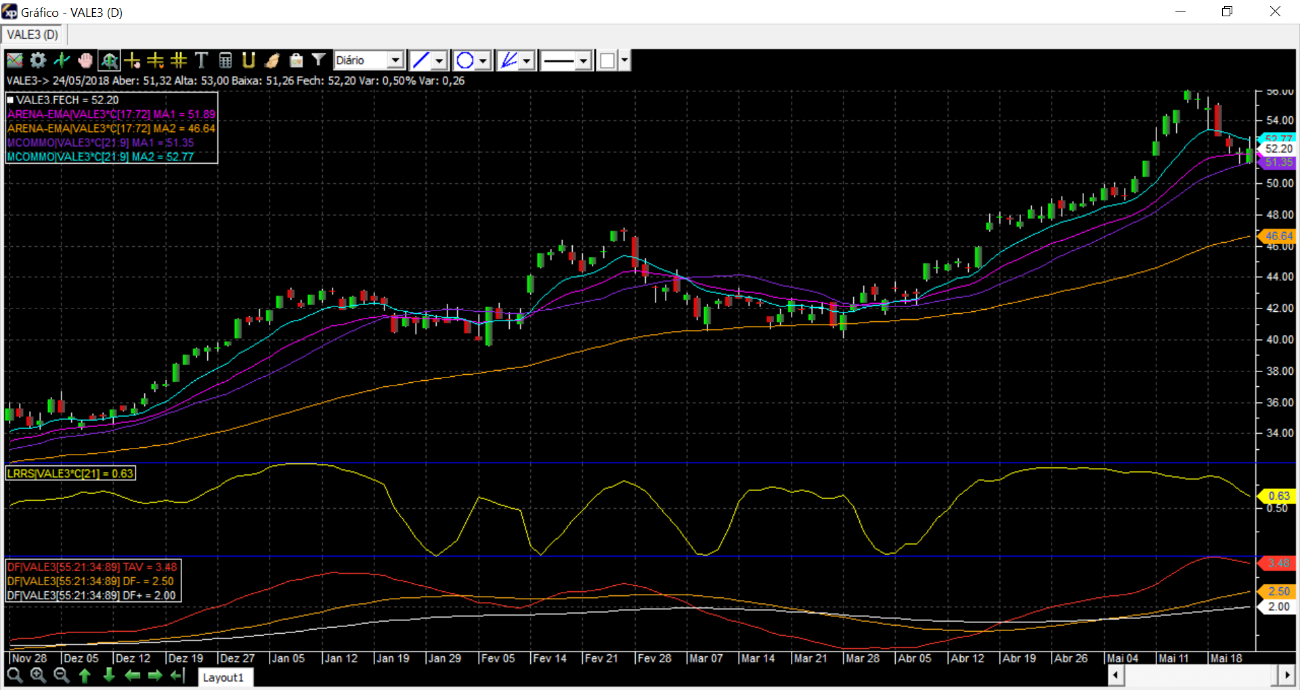 xp Gráfico - VALE3 (D)
VALE3 (D)
T Diário
VALE3-> 24/05/2018 Aber: 51,32 Alta: 53,00 Baixa: 51,26 Fech: 52,20 Var: 0,50% Var: 0,26
VALE3.FECH = 52.20
ARENA-EMA|VALE3*C[17:72] MA1 = 51.89
ARENA-EMA|VALE3*C[17:72] MA2 = 46.64
MCOMMO|VALE3*C[21:9] MA1 = 51.35
MCOMMO|VALE3*C[21:9] MA2 = 52.77
56.00
54.00
52.77
52.20
51.35
50.00
48.00
46.64
46.00
44.00
42.00
40.00
38.00
36.00
34.00
LRRS|VALE3*C[21] = 0.63
0.63
0.50
DF|VALE3[55:21:34:89] TAV = 3.48
DF|VALE3[55:21:34:89] DF- = 2.50
DF|VALE3[55:21:34:89] DF+ = 2.00
3.48
2.50
2.00
Nov 28 Dez 05 Dez 12 Dez 19 Dez 27 Jan 05 Jan 12 Jan 19 Jan 29 Fev 05 Fev 14 Fev 21 Fev 28 Mar 07 Mar 14 Mar 21 Mar 28 Abr 05 Abr 12 Abr 19 Abr 26 Mai 04 Mai 11 Mai 18
Layout1